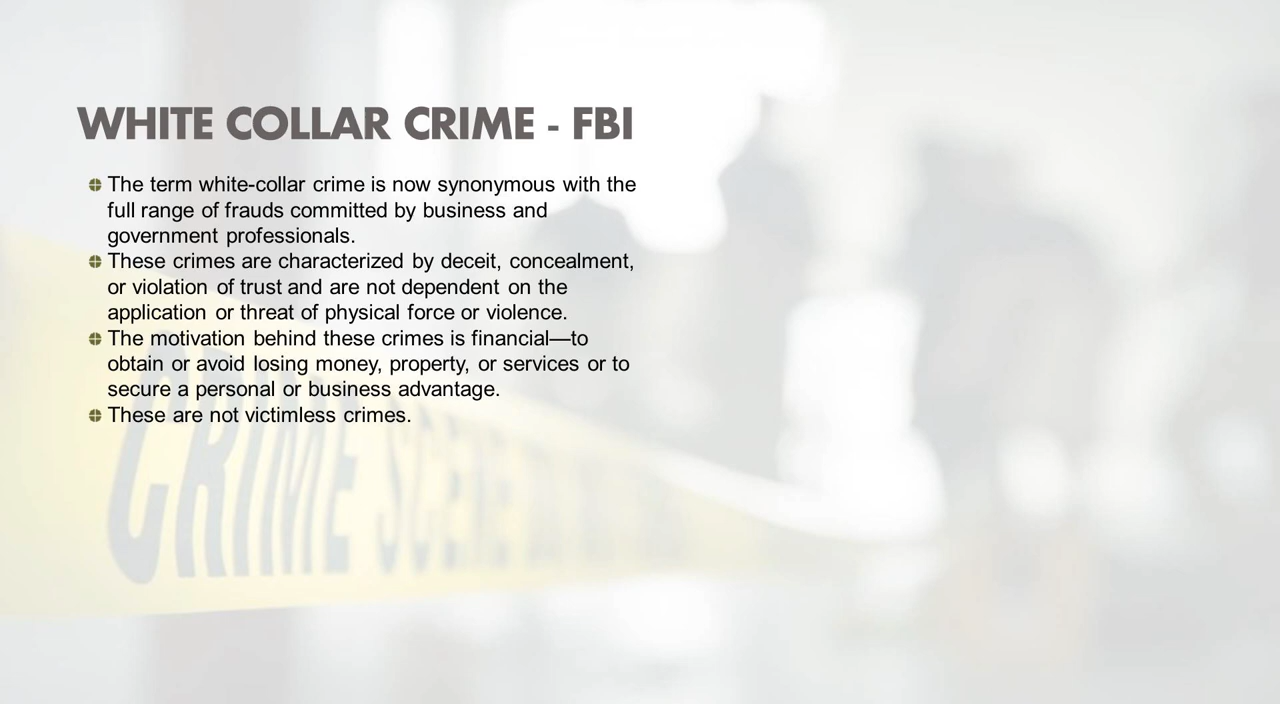 WHITE COLLAR CRIME - FBI
The term white-collar crime is now synonymous with the
full range of frauds committed by business and
government professionals.
These crimes are characterized by deceit, concealment,
or violation of trust and are not dependent on the
application or threat of physical force or violence.
The motivation behind these crimes is financial—to
obtain or avoid losing money, property, or services or to
secure a personal or business advantage.
These are not victimless crimes.
CRIME SCENE